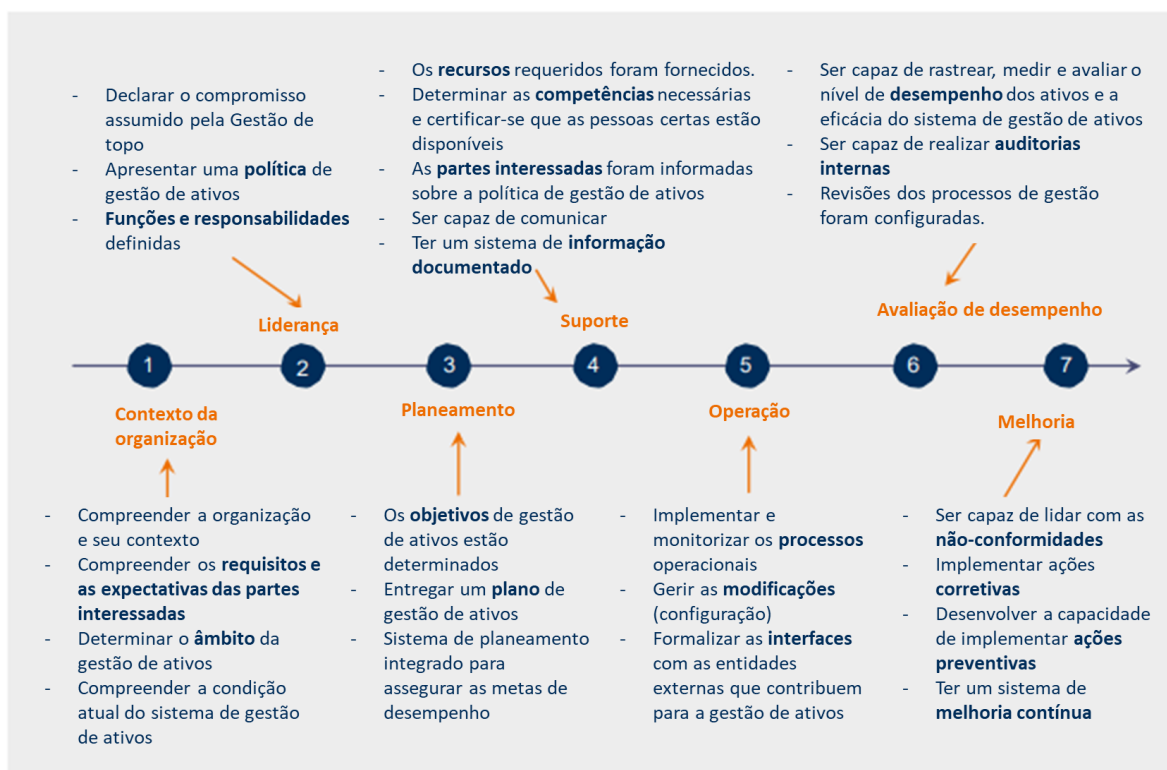 - Declarar o compromisso
assumido pela Gestão de
topo
- Apresentar uma política de
gestão de ativos
- Funções e responsabilidades
definidas
- Os recursos requeridos foram fornecidos.
- Determinar as competências necessárias
e certificar-se que as pessoas certas estão
disponíveis
- As partes interessadas foram informadas
sobre a política de gestão de ativos
- Ser capaz de comunicar
- Ter um sistema de informação
documentado
- Ser capaz de rastrear, medir e avaliar o
nível de desempenho dos ativos e a
eficácia do sistema de gestão de ativos
- Ser capaz de realizar auditorias
internas
- Revisões dos processos de gestão
foram configuradas.
Liderança
Suporte
Avaliação de desempenho
1
2
3
4
5
6
7
Contexto da
organização
Planeamento
Operação
Melhoria
- Compreender a organização
e seu contexto
- Compreender os requisitos e
as expectativas das partes
interessadas
- Determinar o âmbito da
gestão de ativos
- Compreender a condição
atual do sistema de gestão
de ativos
- Os objetivos de gestão
de ativos estão
determinados
- Entregar um plano de
gestão de ativos
- Sistema de planeamento
integrado para
assegurar as metas de
desempenho
- Implementar e
monitorizar os processos
operacionais
- Gerir as modificações
(configuração)
- Formalizar as interfaces
com as entidades
externas que contribuem
para a gestão de ativos
- Ser capaz de lidar com as
não-conformidades
- Implementar ações
corretivas
- Desenvolver a capacidade
de implementar ações
preventivas
- Ter um sistema de
melhoria contínua